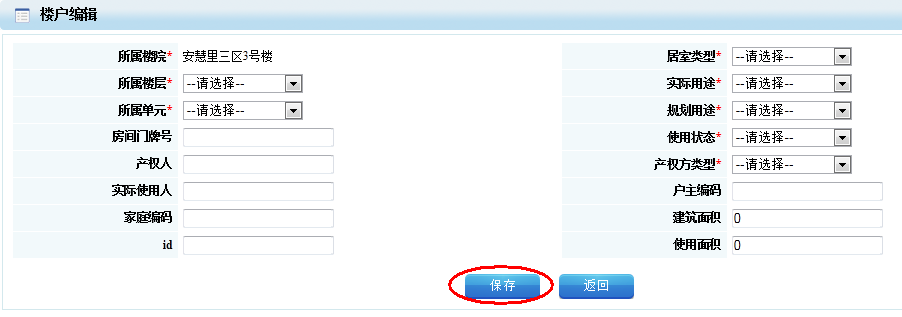 楼户编辑
所属楼院* 安慧里三区3号楼 居室类型* --请选择--
所属楼层* --请选择-- 实际用途* --请选择--
所属单元* --请选择-- 规划用途* --请选择--
房间门牌号 使用状态* --请选择--
产权人 产权方类型* --请选择--
实际使用人 户主编码
家庭编码 建筑面积 0
id 使用面积 0
保存 返回